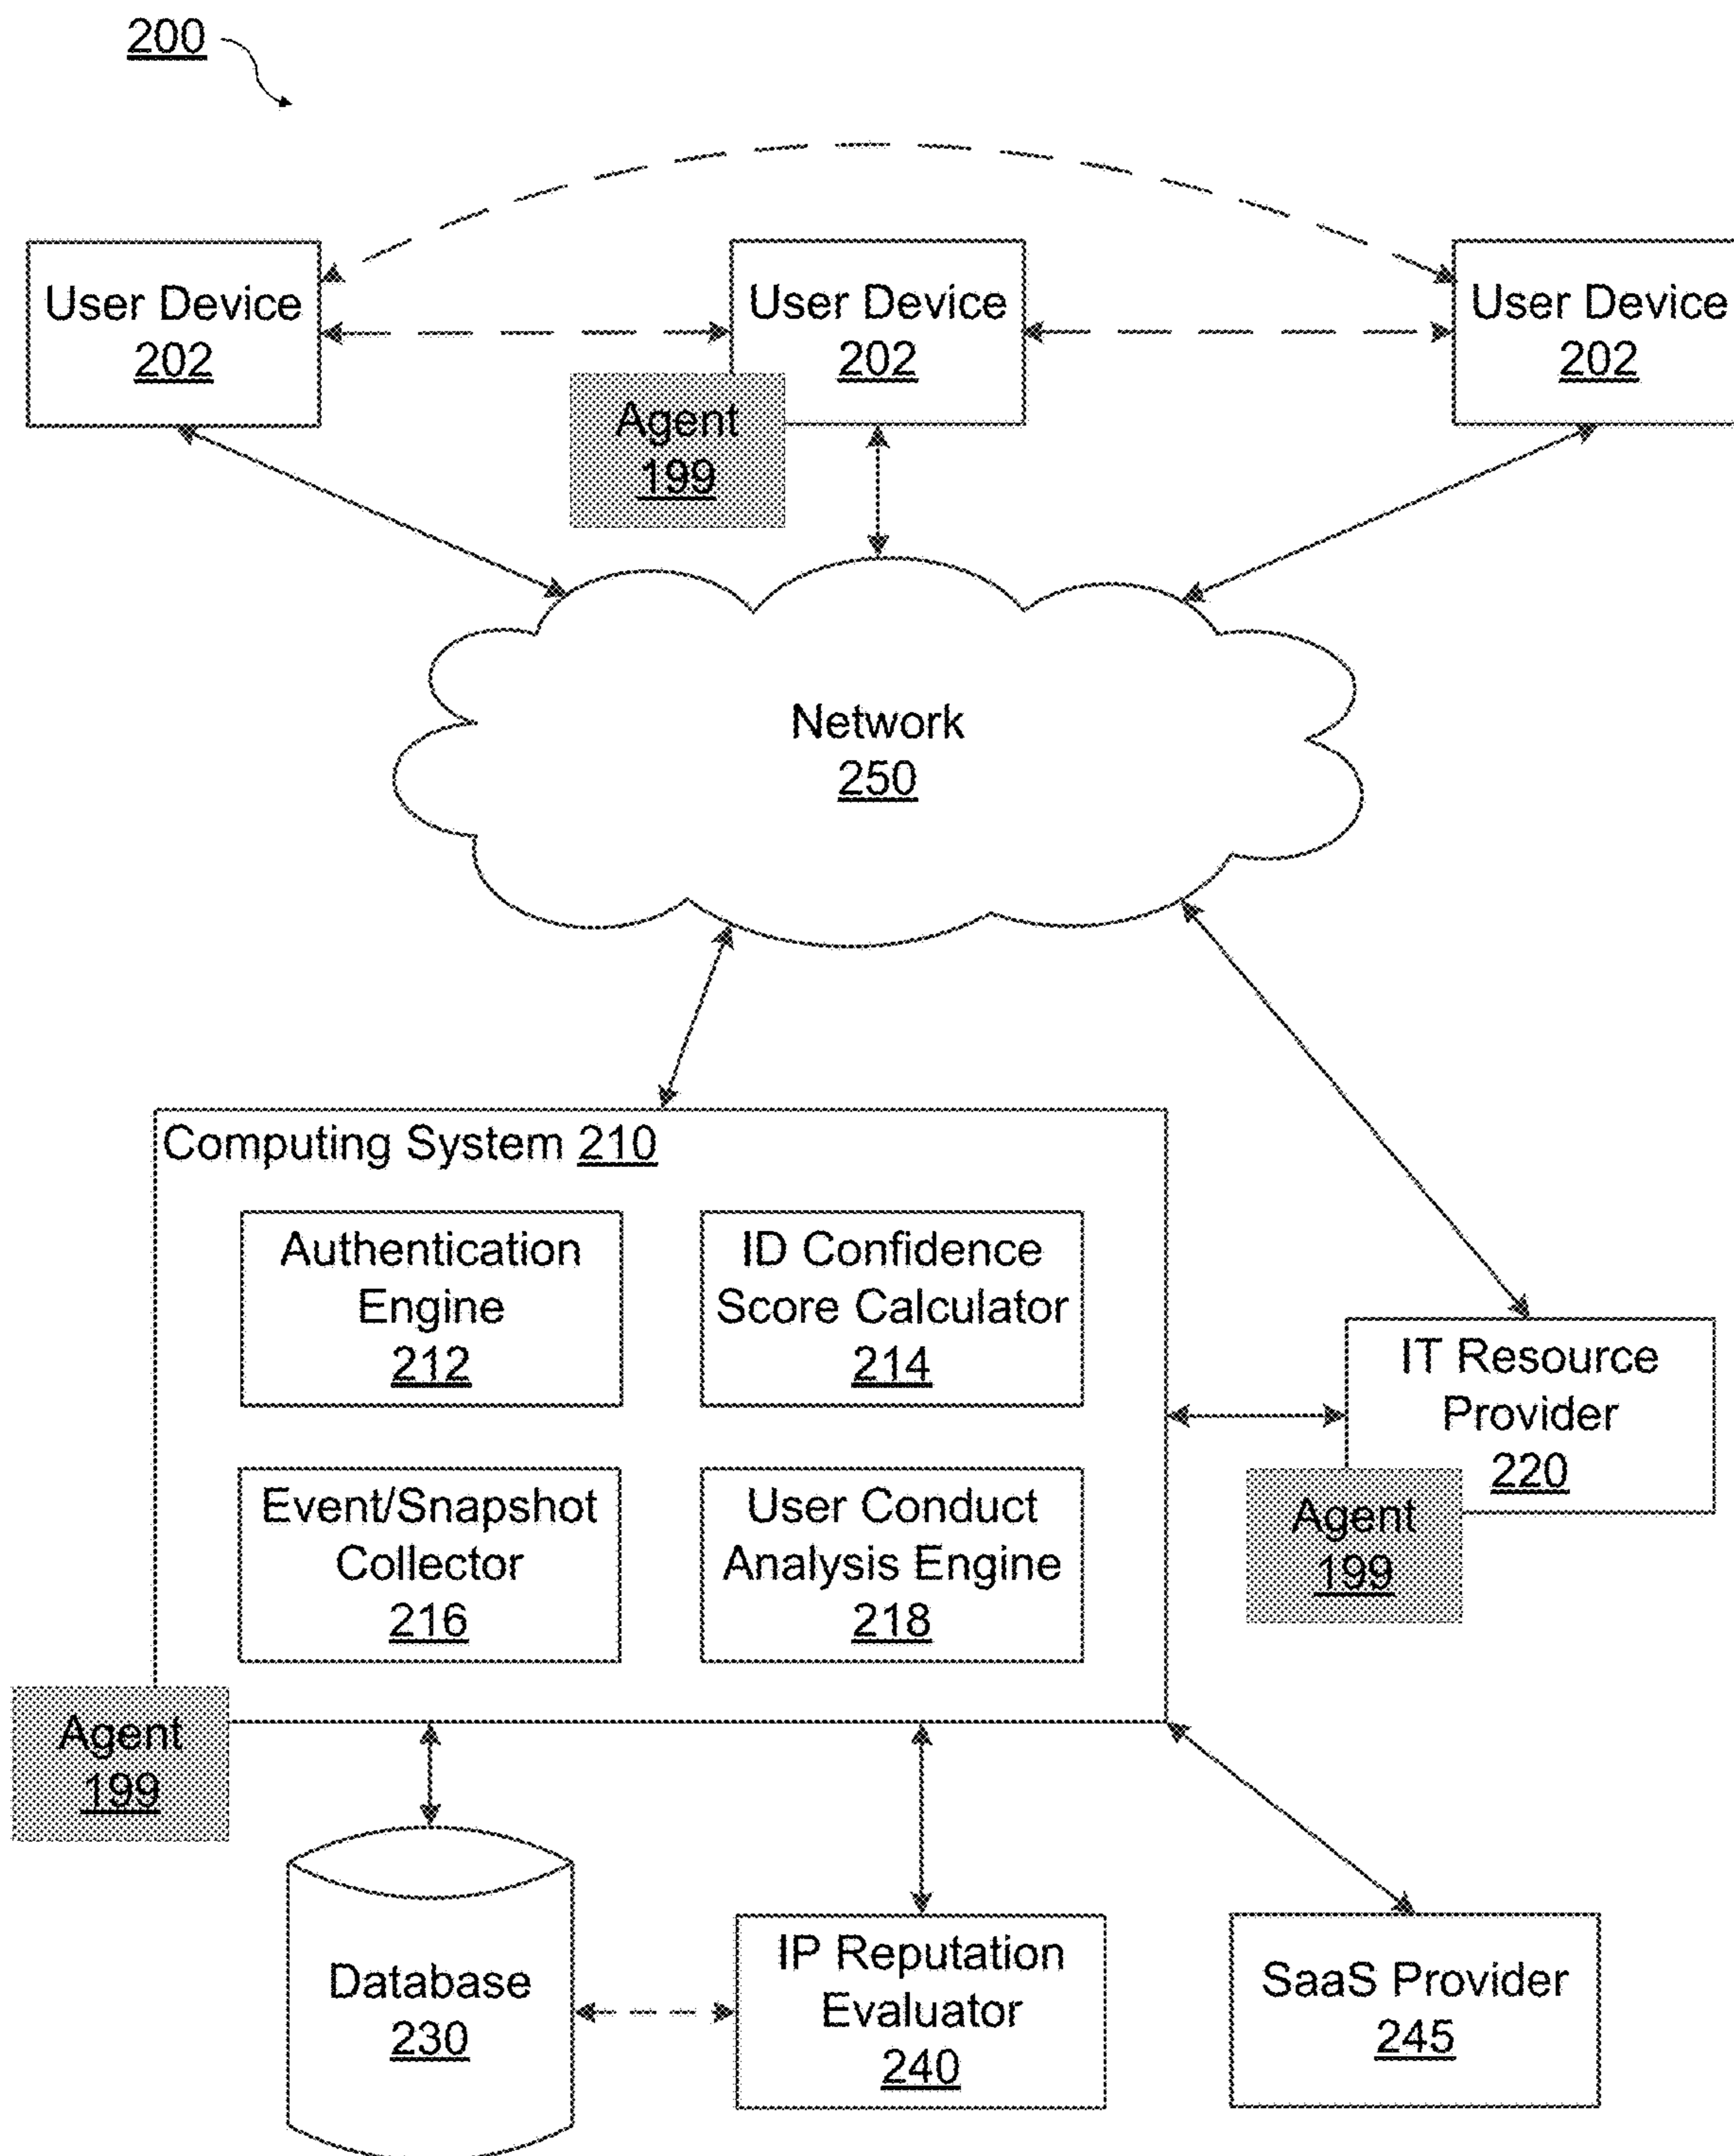 200
User Device
202
User Device
202
User Device
202
Agent
199
Network
250
Computing System 210
Authentication
Engine
212
ID Confidence
Score Calculator
214
Event/Snapshot
Collector
216
User Conduct
Analysis Engine
218
IT Resource
Provider
220
Agent
199
Agent
199
Database
230
IP Reputation
Evaluator
240
SaaS Provider
245